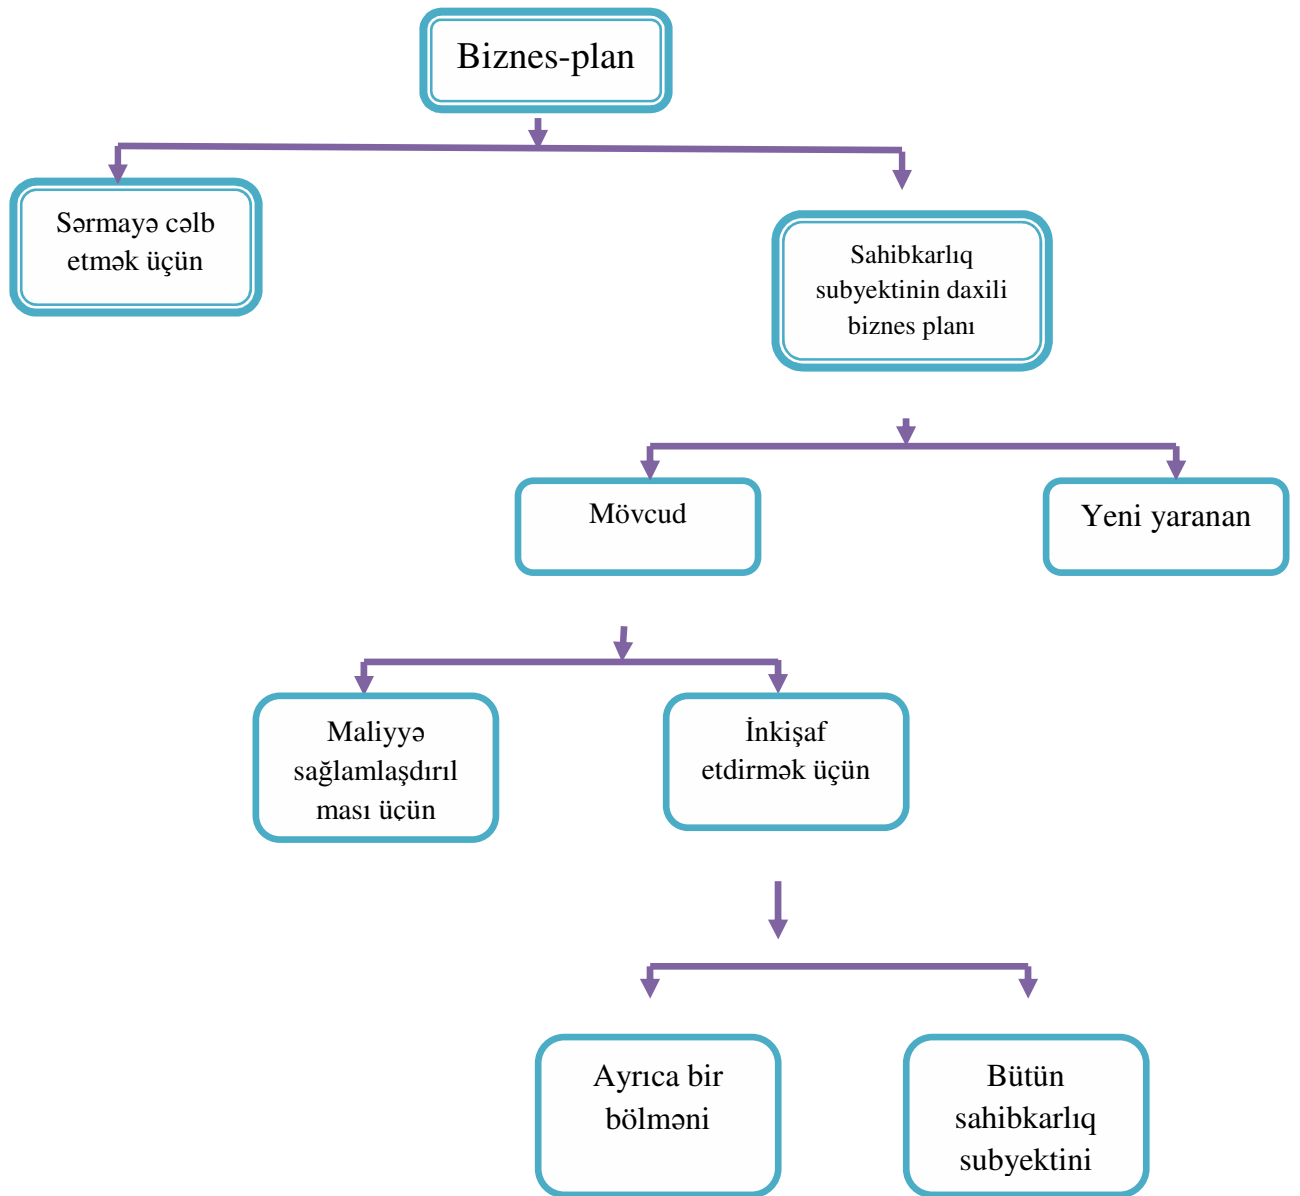 Biznes-plan
Sərmayə cəlb
etmək üçün
Sahibkarlıq
subyektinin daxili
biznes planı
Mövcud
Yeni yaranan
Maliyyə
sağlamlaşdırıl
ması üçün
İnkişaf
etdirmək üçün
Ayrıca bir
bölməni
Bütün
sahibkarlıq
subyektini